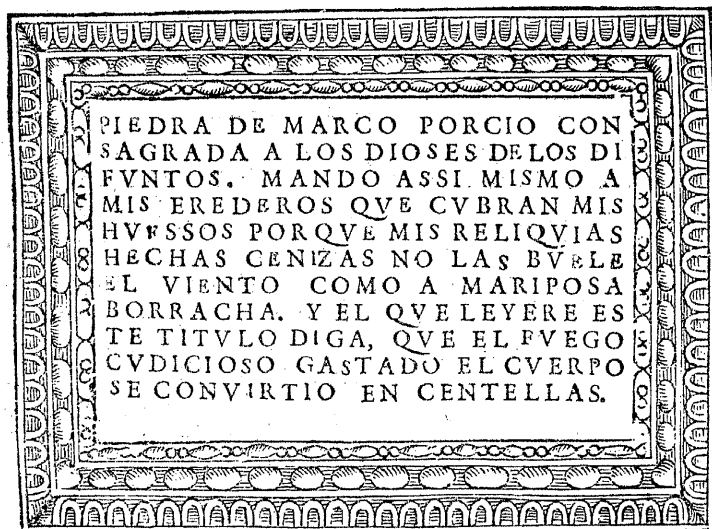 PIEDRA DE MARCO PORCIO CON
SAGRADA A LOS DIOSES DELOS DI
FVNTOS. MANDO ASSI MISMO A
MIS EREDEROS QVE CVBRAN MIS
HVESSOS PORQVE MIS RELIQVIAS
HECHAS CENIZAS NO LAS BVELE
EL VIENTO COMO A MARIPOSA
BORRACHA. Y EL QVE LEYERE ES
TE TITVLO DIGA, QVE EL FVEGO
CVDICIOSO GASTADO EL CVERPO
SE CONVIRTIO EN CENTELLAS.